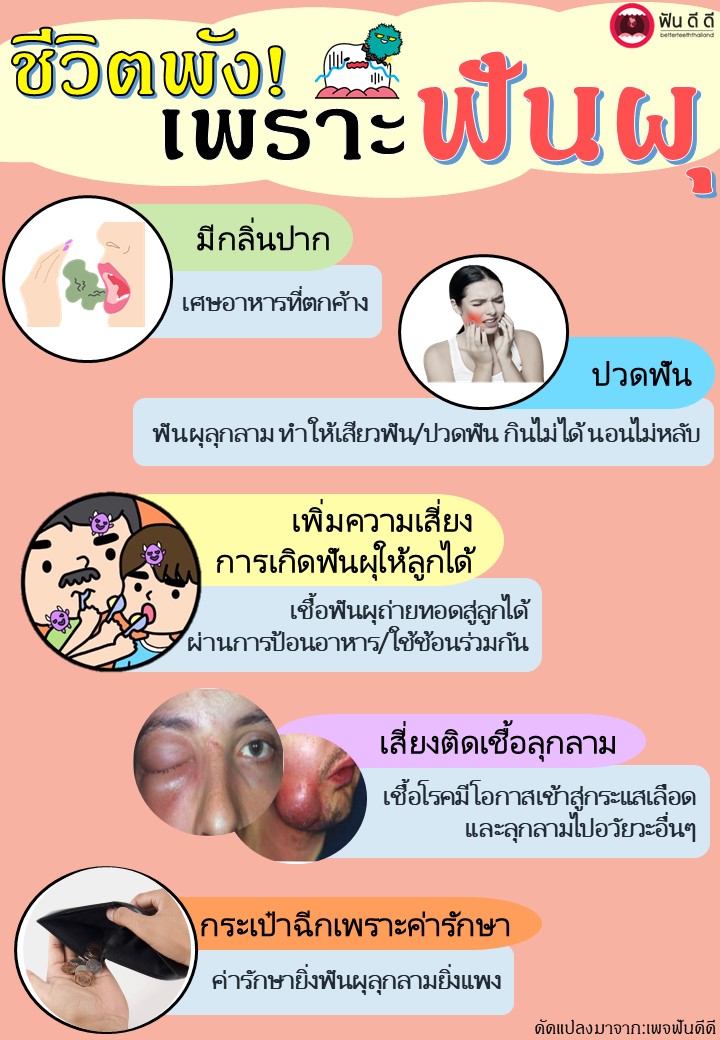 ฟัน ดี ดี
betterteeththailand
ชีวิตพัง!
เพราะฟันผุ
มีกลิ่นปาก
เศษอาหารที่ตกค้าง
ปวดฟัน
ฟันผุลุกลาม ทำให้เสียวฟัน/ปวดฟัน กินไม่ได้ นอนไม่หลับ
เพิ่มความเสี่ยง
การเกิดฟันผุให้ลูกได้
เชื้อฟันผุถ่ายทอดสู่ลูกได้
ผ่านการป้อนอาหาร/ใช้ช้อนร่วมกัน
เสี่ยงติดเชื้อลุกลาม
เชื้อโรคมีโอกาสเข้าสู่กระแสเลือด
และลุกลามไปอวัยวะอื่นๆ
กระเป๋าฉีกเพราะค่ารักษา
ค่ารักษายิ่งฟันผุลุกลามยิ่งแพง
ดัดแปลงมาจาก:เพจฟันดีดี